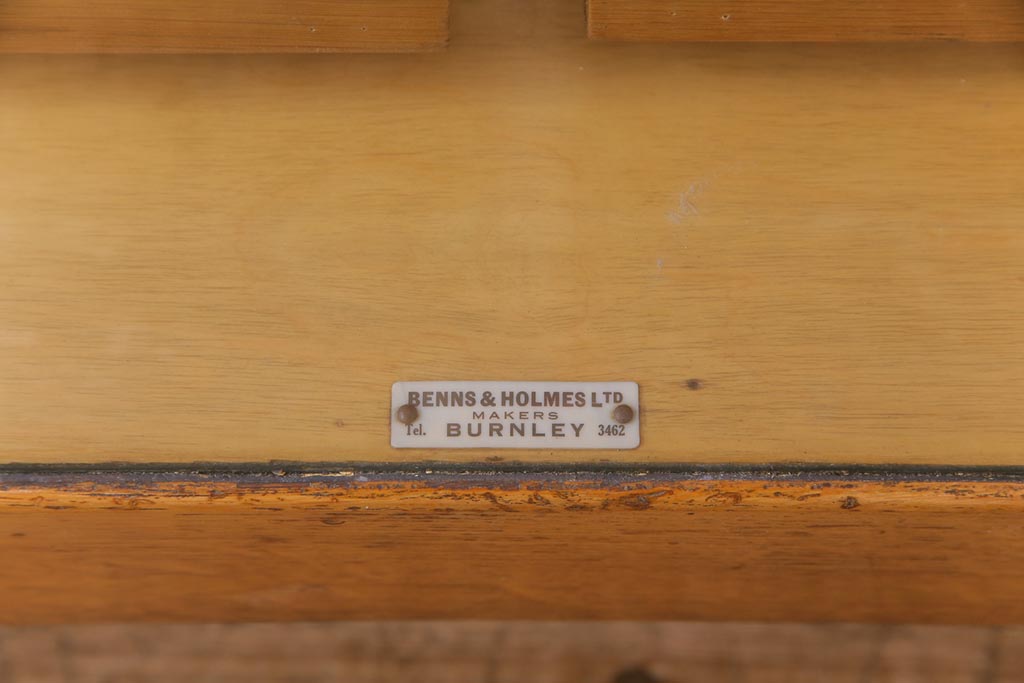 BENNS & HOLMES LTD
MAKERS
Tel. BURNLEY 3462